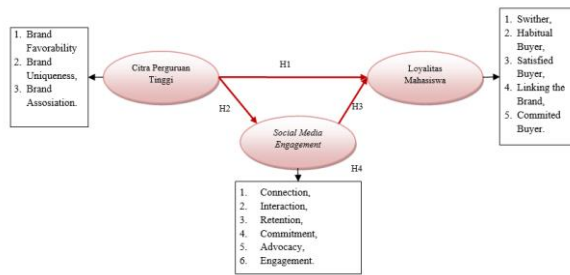 1. Brand
Favorability
2. Brand
Uniqueness,
3. Brand
Assosiation.
Citra Perguruan
Tinggi
H1
Loyalitas
Mahasiswa
1. Swither,
2. Habitual
Buyer,
3. Satisfied
Buyer,
4. Linking the
Brand,
5. Commited
Buyer.
H2
H3
Social Media
Engagement
H4
1. Connection,
2. Interaction,
3. Retention,
4. Commitment,
5. Advocacy,
6. Engagement.